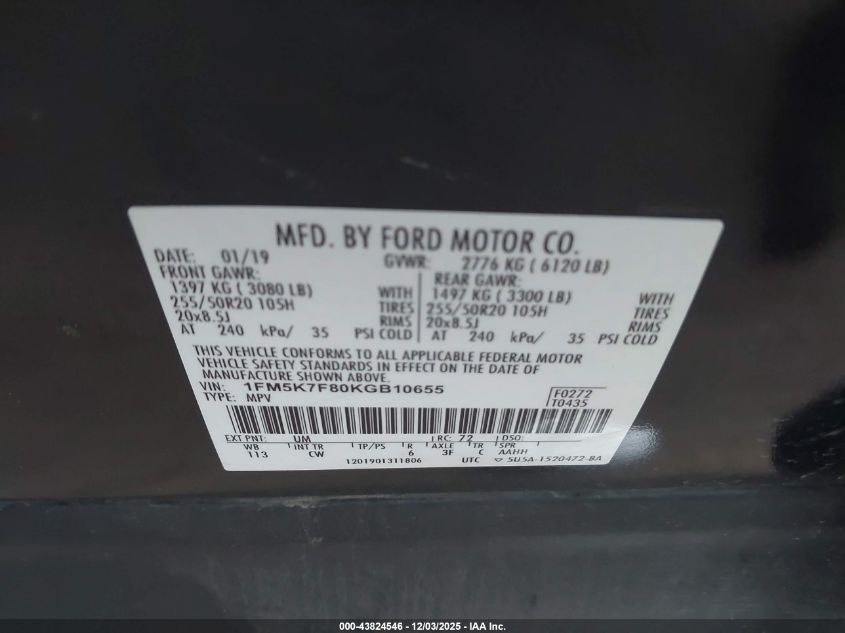 MFD. BY FORD MOTOR CO.
DATE: 01/19 GVWR: 2776 KG ( 6120 LB)
FRONT GAWR: REAR GAWR:
1397 KG ( 3080 LB) WITH 1497 KG ( 3300 LB) WITH
255/50R20 105H TIRES 255/50R20 105H TIRES
20x8.5J RIMS 20x8.5J RIMS
AT 240 kPa/ 35 PSI COLD AT 240 kPa/ 35 PSI COLD
THIS VEHICLE CONFORMS TO ALL APPLICABLE FEDERAL MOTOR
VEHICLE SAFETY STANDARDS IN EFFECT ON THE DATE OF
MANUFACTURE SHOWN ABOVE.
VIN: 1FM5K7F80KGB10655 F0272
TYPE: MPV T0435
EXT PNT: UM RC: 72 DSO:
WB INT TR TP/PS R AXLE TR SPR
113 CW 6 3F C AAHH
1201901311806 UTC 5U5A-1520472-BA
000-43824546 - 12/03/2025 - IAA Inc.